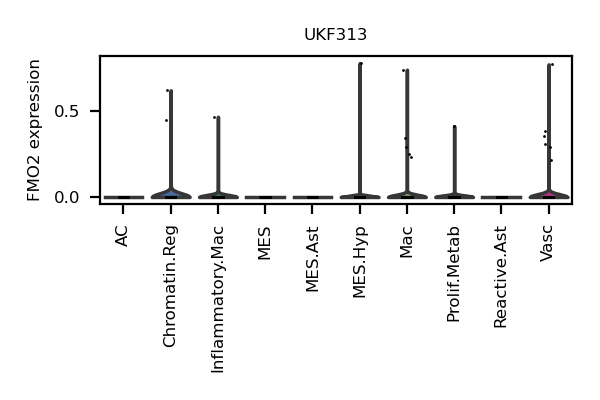 UKF313
FMO2 expression
0.5
0.0
AC
Chromatin.Reg
Inflammatory.Mac
MES
MES.Ast
MES.Hyp
Mac
Prolif.Metab
Reactive.Ast
Vasc